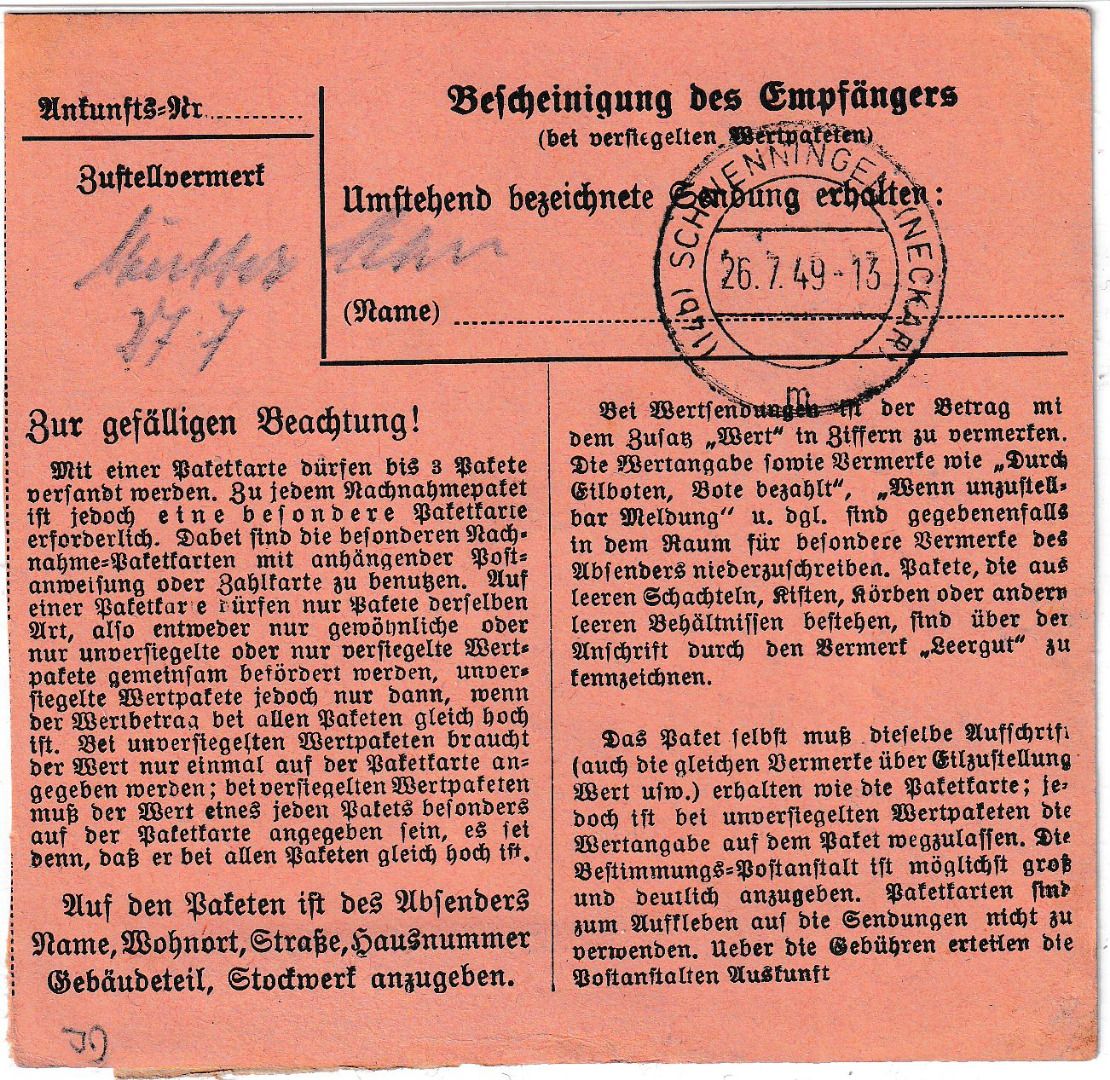 Ankunfts-Nr.
Zustellvermerk
27.7
Bescheinigung des Empfängers
(bei versiegelten Wertpaketen)
Umstehend bezeichnete Sendung erhalten:
(Name)
(14b) SCHWENNINGEN (NECKAR)
26.7.49-13
m
Zur gefälligen Beachtung!
Mit einer Paketkarte dürfen bis 3 Pakete
versandt werden. Zu jedem Nachnahmepaket
ist jedoch eine besondere Paketkarte
erforderlich. Dabei sind die besonderen Nach-
nahme-Paketkarten mit anhängender Post-
anweisung oder Zahlkarte zu benutzen. Auf
einer Paketkarte dürfen nur Pakete derselben
Art, also entweder nur gewöhnliche oder
nur unversiegelte oder nur versiegelte Wert-
pakete gemeinsam befördert werden, unver-
siegelte Wertpakete jedoch nur dann, wenn
der Wertbetrag bei allen Paketen gleich hoch
ist. Bei unversiegelten Wertpaketen braucht
der Wert nur einmal auf der Paketkarte an-
gegeben werden; bei versiegelten Wertpaketen
muß der Wert eines jeden Pakets besonders
auf der Paketkarte angegeben sein, es sei
denn, daß er bei allen Paketen gleich hoch ist.
Auf den Paketen ist des Absenders
Name, Wohnort, Straße, Hausnummer
Gebäudeteil, Stockwerk anzugeben.
Bei Wertsendungen ist der Betrag mi
dem Zusatz „Wert“ in Ziffern zu vermerken.
Die Wertangabe sowie Vermerke wie „Durch
Eilboten, Bote bezahlt“, „Wenn unzustell-
bar Meldung“ u. dgl. sind gegebenenfalls
in dem Raum für besondere Vermerke des
Absenders niederzuschreiben. Pakete, die aus
leeren Schachteln, Kisten, Körben oder andern
leeren Behältnissen bestehen, sind über der
Anschrift durch den Vermerk „Leergut“ zu
kennzeichnen.
Das Paket selbst muß dieselbe Aufschrift
(auch die gleichen Vermerke über Eilzustellung
Wert usw.) erhalten wie die Paketkarte; je-
doch ist bei unversiegelten Wertpaketen die
Wertangabe auf dem Paket wegzulassen. Die
Bestimmungs-Postanstalt ist möglichst groß
und deutlich anzugeben. Paketkarten sind
zum Aufkleben auf die Sendungen nicht zu
verwenden. Ueber die Gebühren erteilen die
Postanstalten Auskunft